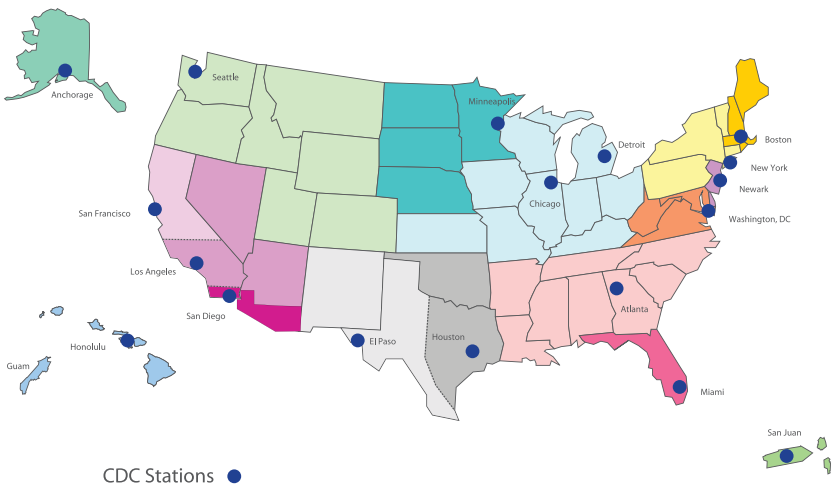 Seattle
Anchorage
Minneapolis
Boston
Detroit
New York
Newark
Chicago
San Francisco
Washington, DC
Los Angeles
Atlanta
San Diego
Houston
El Paso
Honolulu
Guam
Miami
San Juan
CDC Stations